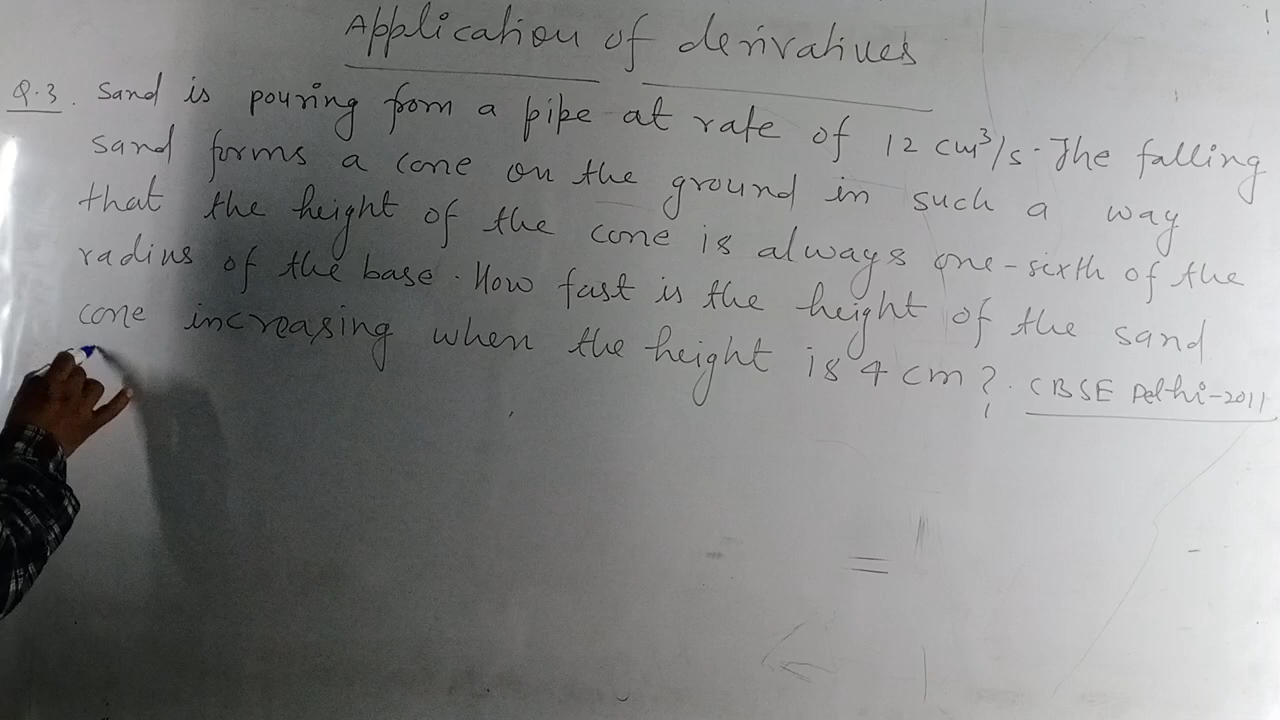 Application of derivatives
Q.3. Sand is pouring from a pipe at rate of 12 cm³/s. The falling
sand forms a cone on the ground in such a way
that the height of the cone is always one-sixth of the
radius of the base. How fast is the height of the sand
cone increasing when the height is 4 cm? CBSE Delhi-2011